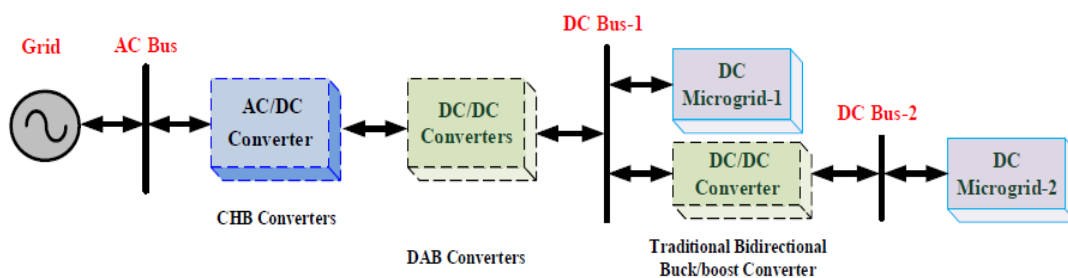 Grid
AC Bus
AC/DC
Converter
CHB Converters
DC/DC
Converters
DAB Converters
DC Bus-1
DC
Microgrid-1
DC/DC
Converter
Traditional Bidirectional
Buck/boost Converter
DC Bus-2
DC
Microgrid-2